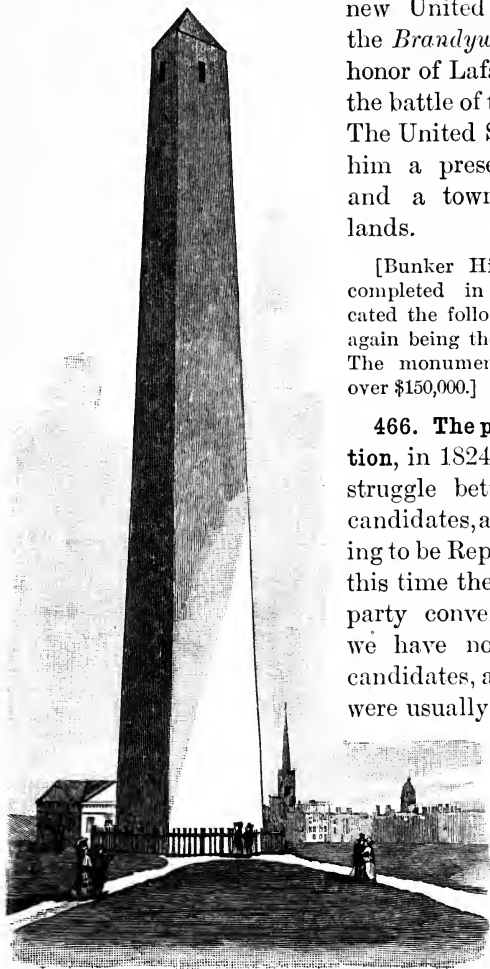 new United
the Brandyw
honor of Lafa
the battle of t
The United S
him a prese
and a town
lands.
[Bunker Hi
completed in
cated the follo
again being th
The monumen
over $150,000.]
466. The p
tion, in 1824
struggle bet
candidates, a
ing to be Rep
this time the
party conve
we have no
candidates, a
were usually